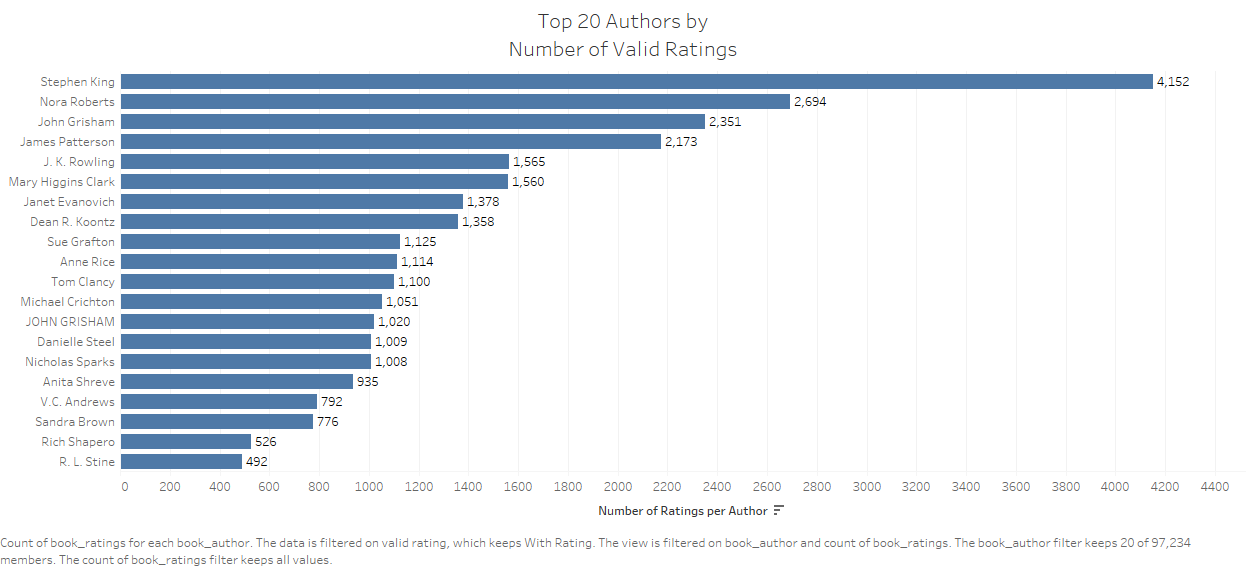 Top 20 Authors by
Number of Valid Ratings
Stephen King 4,152
Nora Roberts 2,694
John Grisham 2,351
James Patterson 2,173
J. K. Rowling 1,565
Mary Higgins Clark 1,560
Janet Evanovich 1,378
Dean R. Koontz 1,358
Sue Grafton 1,125
Anne Rice 1,114
Tom Clancy 1,100
Michael Crichton 1,051
JOHN GRISHAM 1,020
Danielle Steel 1,009
Nicholas Sparks 1,008
Anita Shreve 935
V.C. Andrews 792
Sandra Brown 776
Rich Shapero 526
R. L. Stine 492
0 200 400 600 800 1000 1200 1400 1600 1800 2000 2200 2400 2600 2800 3000 3200 3400 3600 3800 4000 4200 4400
Number of Ratings per Author
Count of book_ratings for each book_author. The data is filtered on valid rating, which keeps With Rating. The view is filtered on book_author and count of book_ratings. The book_author filter keeps 20 of 97,234
members. The count of book_ratings filter keeps all values.